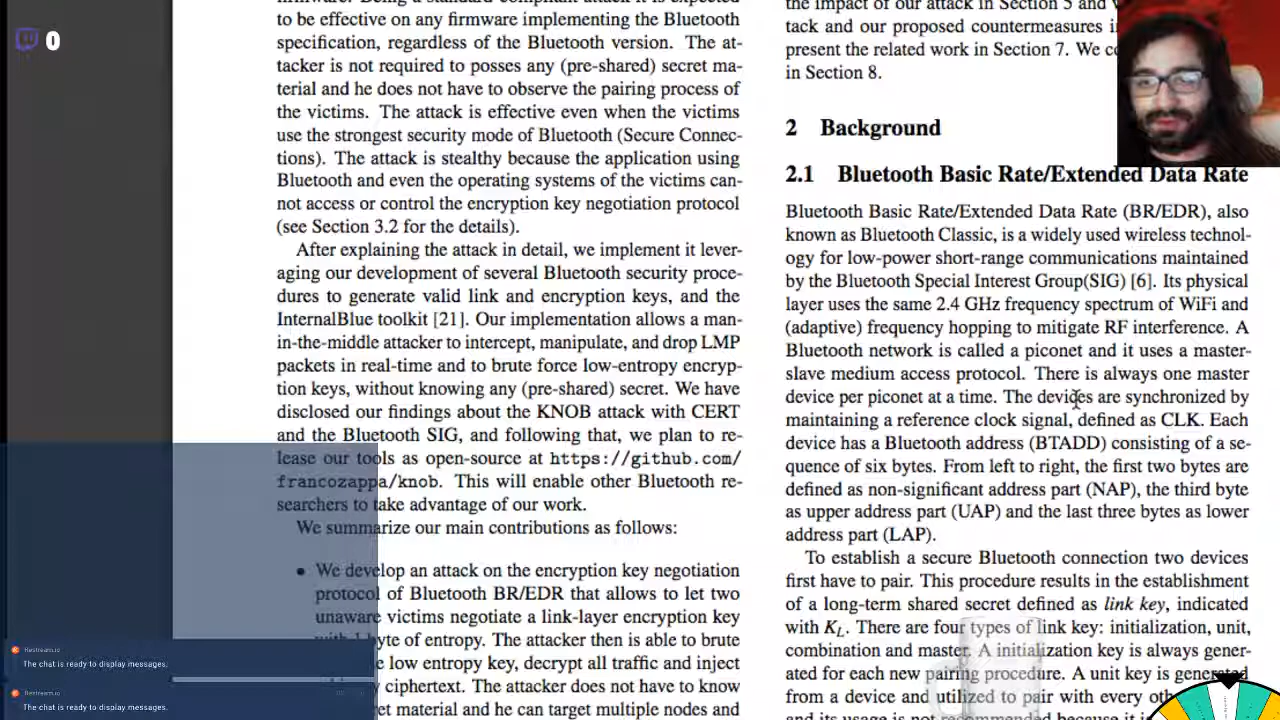 0
firmware. Being a standard-compliant attack it is expected
to be effective on any firmware implementing the Bluetooth
specification, regardless of the Bluetooth version. The at-
tacker is not required to posses any (pre-shared) secret ma-
terial and he does not have to observe the pairing process of
the victims. The attack is effective even when the victims
use the strongest security mode of Bluetooth (Secure Connec-
tions). The attack is stealthy because the application using
Bluetooth and even the operating systems of the victims can-
not access or control the encryption key negotiation protocol
(see Section 3.2 for the details).
After explaining the attack in detail, we implement it lever-
aging our development of several Bluetooth security proce-
dures to generate valid link and encryption keys, and the
InternalBlue toolkit [21]. Our implementation allows a man-
in-the-middle attacker to intercept, manipulate, and drop LMP
packets in real-time and to brute force low-entropy encryp-
tion keys, without knowing any (pre-shared) secret. We have
disclosed our findings about the KNOB attack with CERT
and the Bluetooth SIG, and following that, we plan to re-
lease our tools as open-source at https://github.com/
francozappa/knob. This will enable other Bluetooth re-
searchers to take advantage of our work.
We summarize our main contributions as follows:
• We develop an attack on the encryption key negotiation
protocol of Bluetooth BR/EDR that allows to let two
unaware victims negotiate a link-layer encryption key
with 1 byte of entropy. The attacker then is able to brute
low entropy key, decrypt all traffic and inject
ciphertext. The attacker does not have to know
material and he can target multiple nodes and
the impact of our attack in Section 5 and
tack and our proposed countermeasures
present the related work in Section 7. We
in Section 8.
2 Background
2.1 Bluetooth Basic Rate/Extended Data Rate
Bluetooth Basic Rate/Extended Data Rate (BR/EDR), also
known as Bluetooth Classic, is a widely used wireless technol-
ogy for low-power short-range communications maintained
by the Bluetooth Special Interest Group(SIG) [6]. Its physical
layer uses the same 2.4 GHz frequency spectrum of WiFi and
(adaptive) frequency hopping to mitigate RF interference. A
Bluetooth network is called a piconet and it uses a master-
slave medium access protocol. There is always one master
device per piconet at a time. The devices are synchronized by
maintaining a reference clock signal, defined as CLK. Each
device has a Bluetooth address (BTADD) consisting of a se-
quence of six bytes. From left to right, the first two bytes are
defined as non-significant address part (NAP), the third byte
as upper address part (UAP) and the last three bytes as lower
address part (LAP).
To establish a secure Bluetooth connection two devices
first have to pair. This procedure results in the establishment
of a long-term shared secret defined as link key, indicated
with KL. There are four types of link key: initialization, unit,
combination and master. A initialization key is always gener-
ated for each new pairing procedure. A unit key is generated
from a device and utilized to pair with every
and its usage is not recommended because it
Restream.io
The chat is ready to display messages.
Restream.io
The chat is ready to display messages.